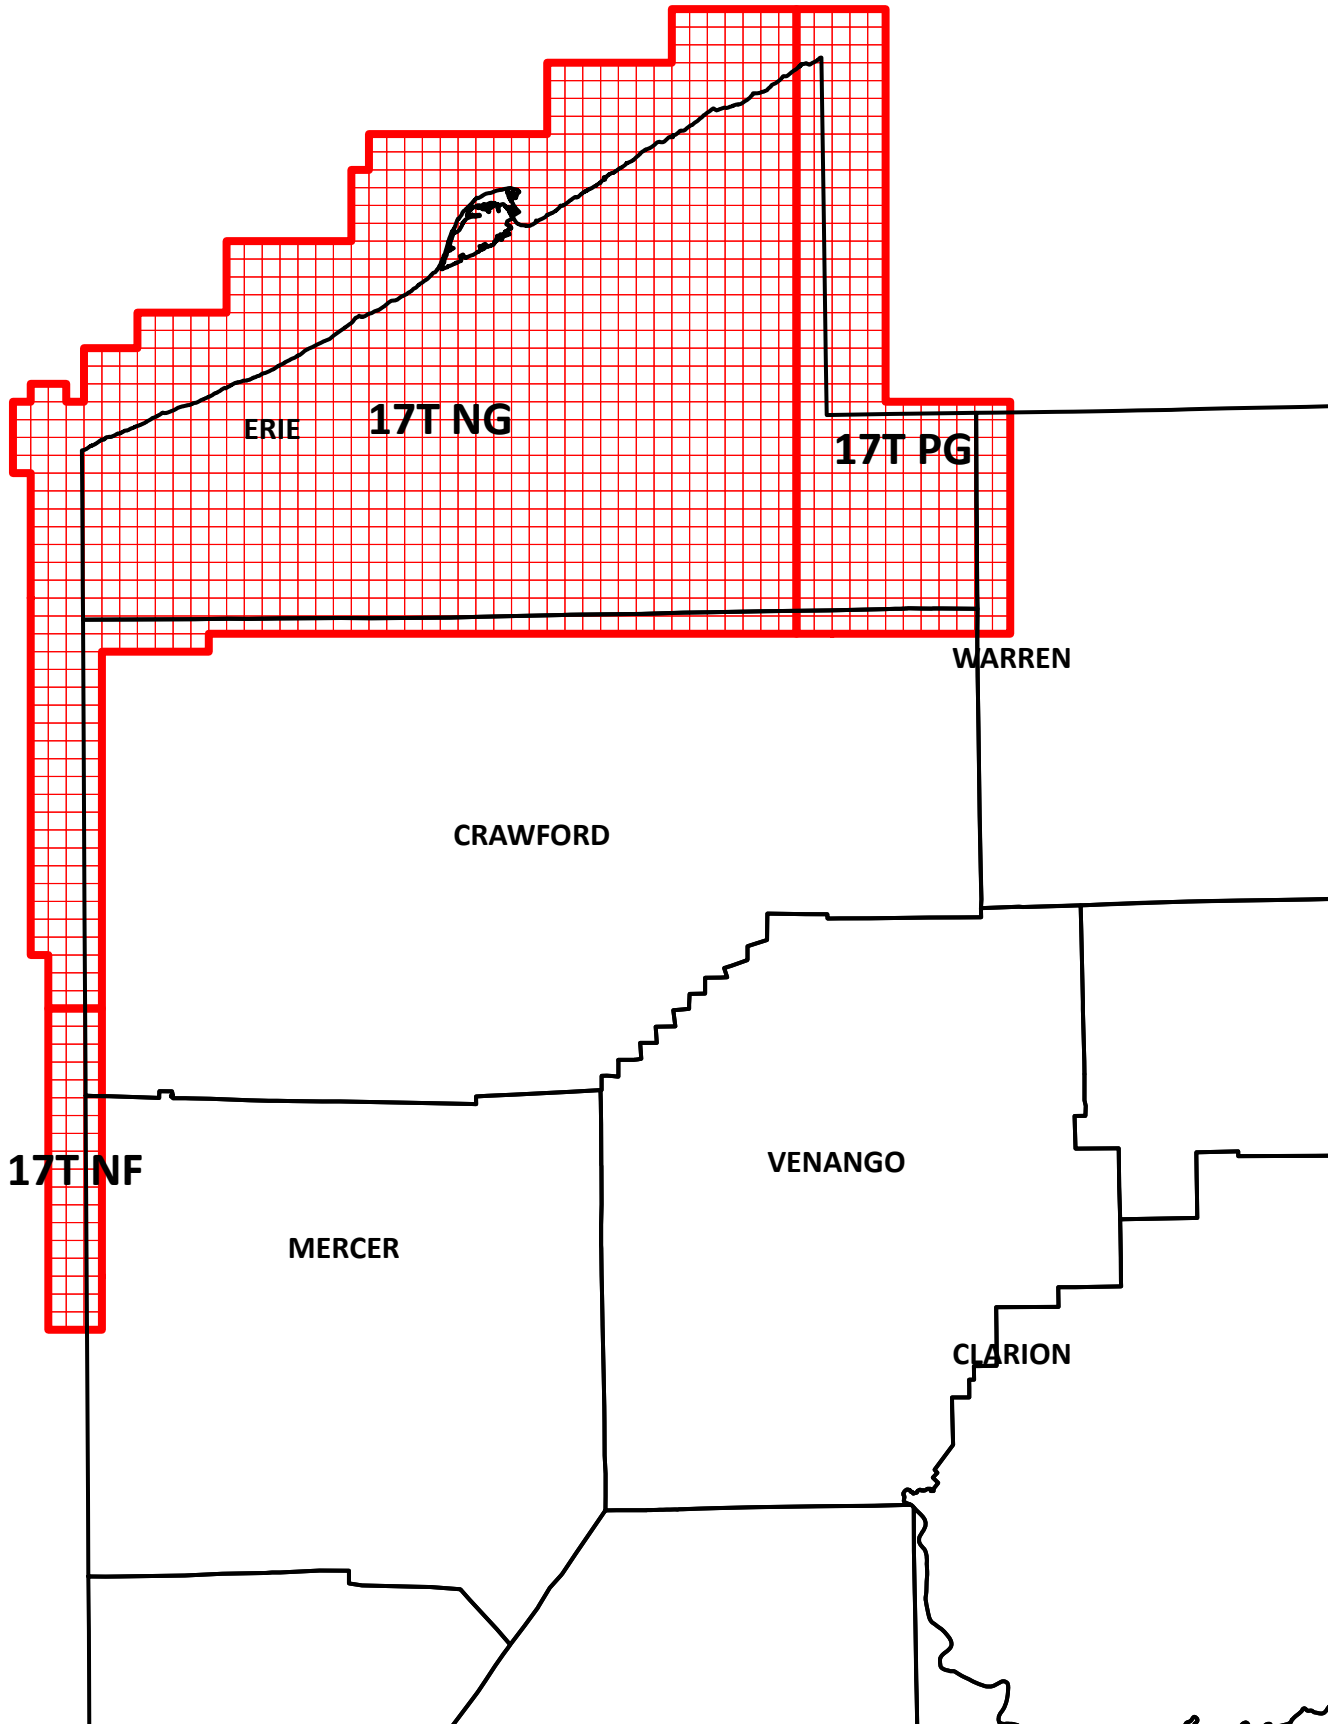 ERIE
17T NG
17T PG
WARREN
CRAWFORD
17T NF
VENANGO
MERCER
CLARION